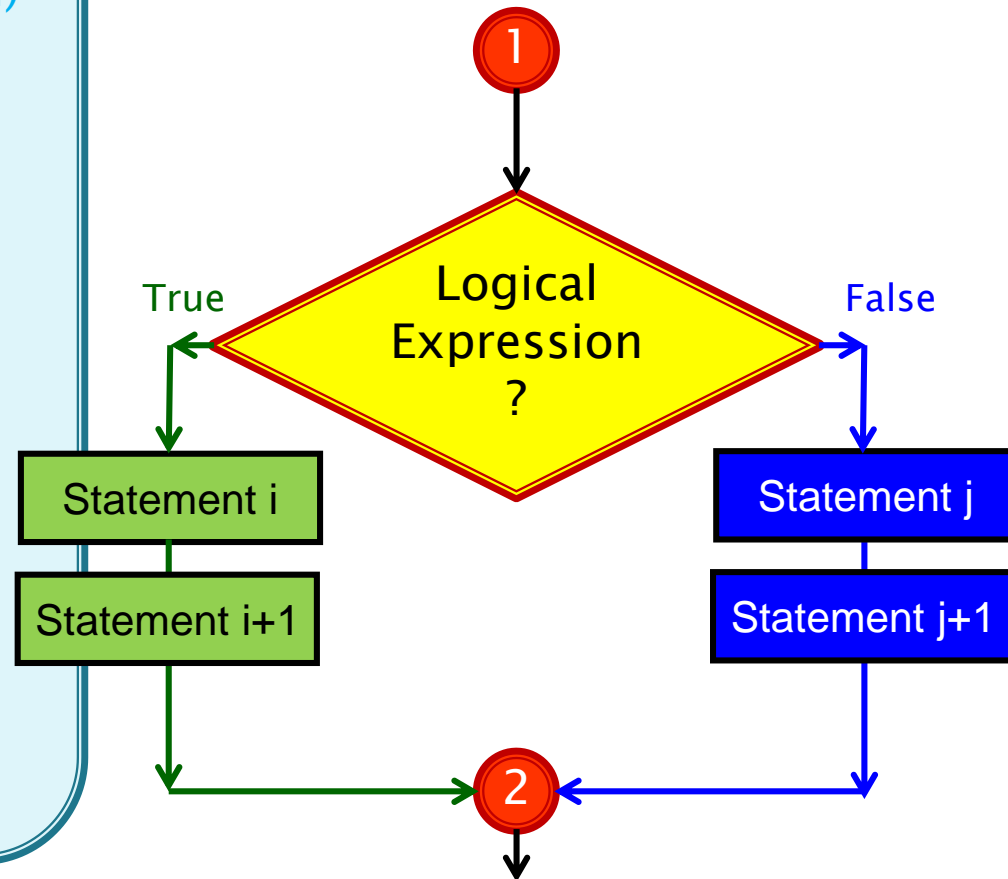 )
1
Logical
Expression
?
True
False
Statement i
Statement j
Statement i+1
Statement j+1
2